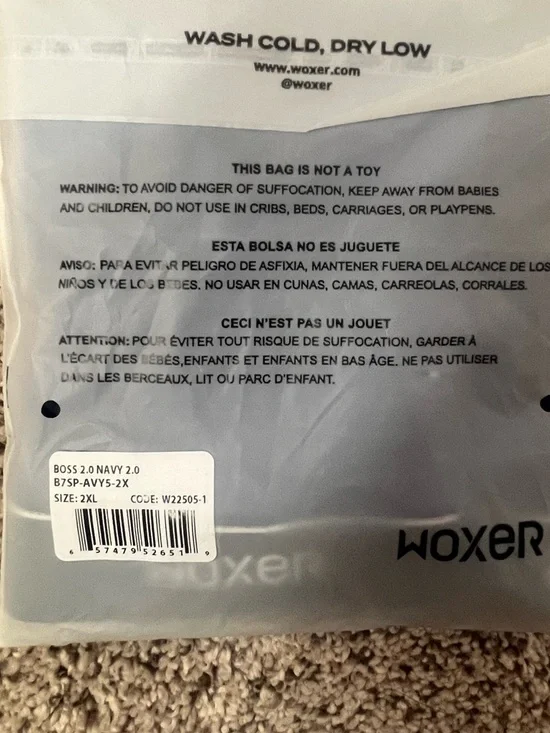 WASH COLD, DRY LOW
www.woxer.com
@woxer
THIS BAG IS NOT A TOY
WARNING: TO AVOID DANGER OF SUFFOCATION, KEEP AWAY FROM BABIES
AND CHILDREN, DO NOT USE IN CRIBS, BEDS, CARRIAGES, OR PLAYPENS.
ESTA BOLSA NO ES JUGUETE
AVISO: PARA EVITAR PELIGRO DE ASFIXIA, MANTENER FUERA DEL ALCANCE DE LOS
NIÑOS Y DE LOS BEBES. NO USAR EN CUNAS, CAMAS, CARREOLAS, CORRALES.
CECI N'EST PAS UN JOUET
ATTENTION: POUR ÉVITER TOUT RISQUE DE SUFFOCATION, GARDER À
L'ÉCART DES BÉBÉS,ENFANTS ET ENFANTS EN BAS ÂGE. NE PAS UTILISER
DANS LES BERCEAUX, LIT OU PARC D'ENFANT.
BOSS 2.0 NAVY 2.0
B7SP-AVY5-2X
SIZE: 2XL CODE: W22505-1
6 57479 52651 9
woxer
woxer